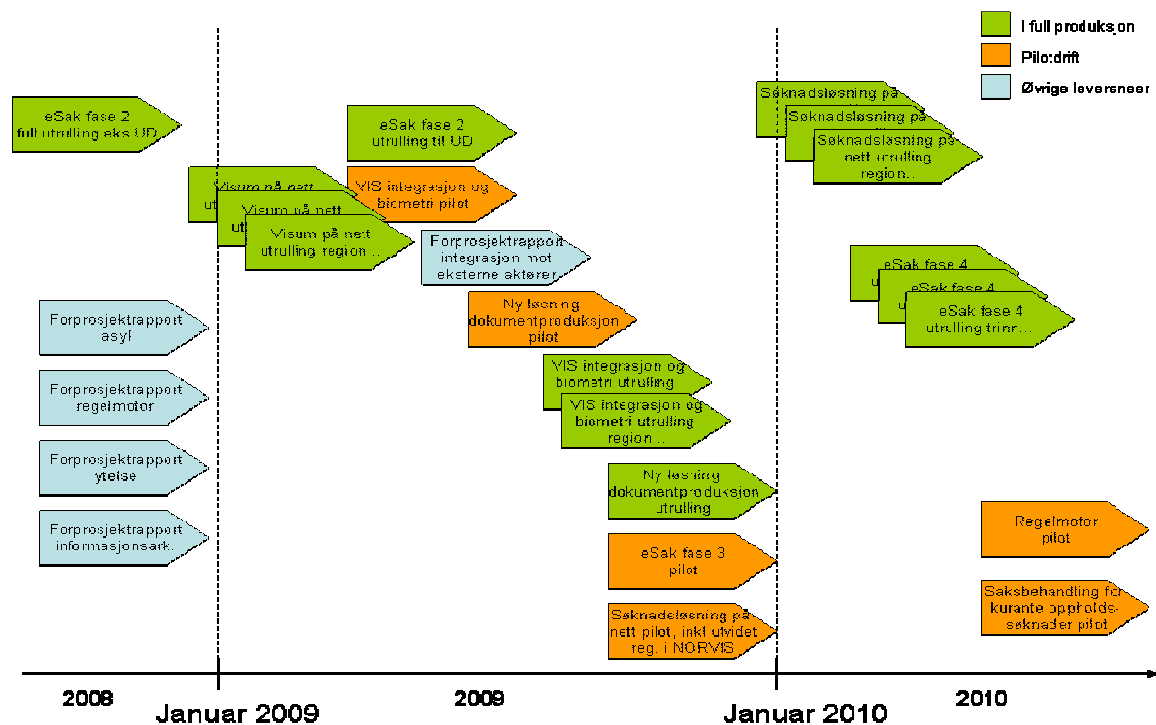 I full produksjon
Pilotdrift
Øvrige leveranser
eSak fase 2
full utrulling eks UD
eSak fase 2
utrulling til UD
Søknadsløsning på
Søknadsløsning på
Søknadsløsning på
nett utrulling
region..
Visum på nett
Visum på nett
Visum på nett
utrulling region ..
VIS integrasjon og
biometri pilot
Forprosjektrapport
integrasjon mot
eksterne aktører
eSak fase 4
eSak fase 4
eSak fase 4
utrulling trinn...
Forprosjektrapport
asyl
Ny løsning
dokumentproduksjon
pilot
Forprosjektrapport
regelmotor
VIS integrasjon og
biometri utrulling
VIS integrasjon og
biometri utrulling
region ..
Forprosjektrapport
ytelse
Ny løsning
dokumentproduksjon
utrulling
Forprosjektrapport
informasjonsark.
eSak fase 3
pilot
Regelmotor
pilot
Søknadsløsning på
nett pilot, inkl utvidet
reg. i NORVIS
Saksbehandling for
kurante oppholds-
søknader pilot
2008
Januar 2009
2009
Januar 2010
2010